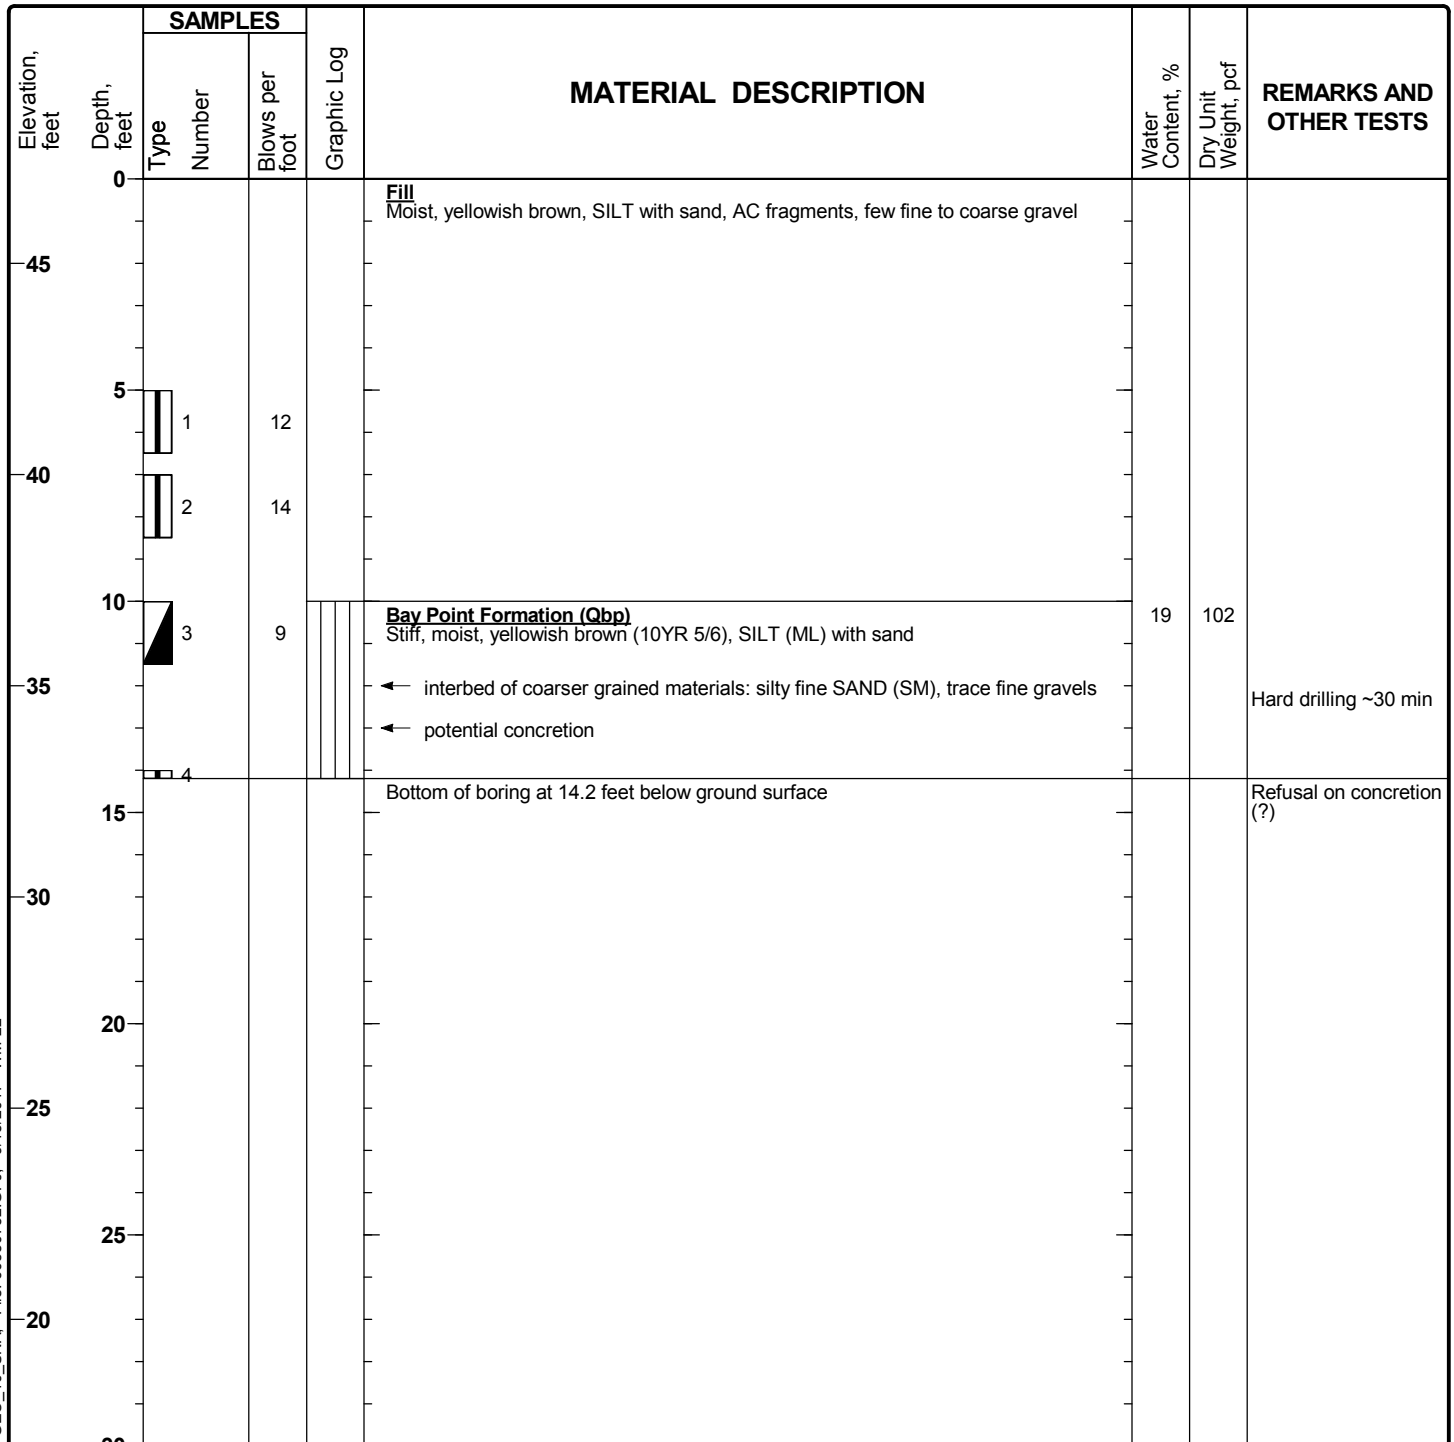 SAMPLES
Elevation,
feet
Depth,
feet
Type
Number
Blows per
foot
Graphic Log
MATERIAL DESCRIPTION
Water
Content, %
Dry Unit
Weight, pcf
REMARKS AND
OTHER TESTS
0
Fill
Moist, yellowish brown, SILT with sand, AC fragments, few fine to coarse gravel
45
5
1 12
40
2 14
10
Bay Point Formation (Qbp) 19 102
3 9 Stiff, moist, yellowish brown (10YR 5/6), SILT (ML) with sand
35 interbed of coarser grained materials: silty fine SAND (SM), trace fine gravels
Hard drilling ~30 min
potential concretion
4
Bottom of boring at 14.2 feet below ground surface Refusal on concretion
(?)
15
30
20
25
25
20